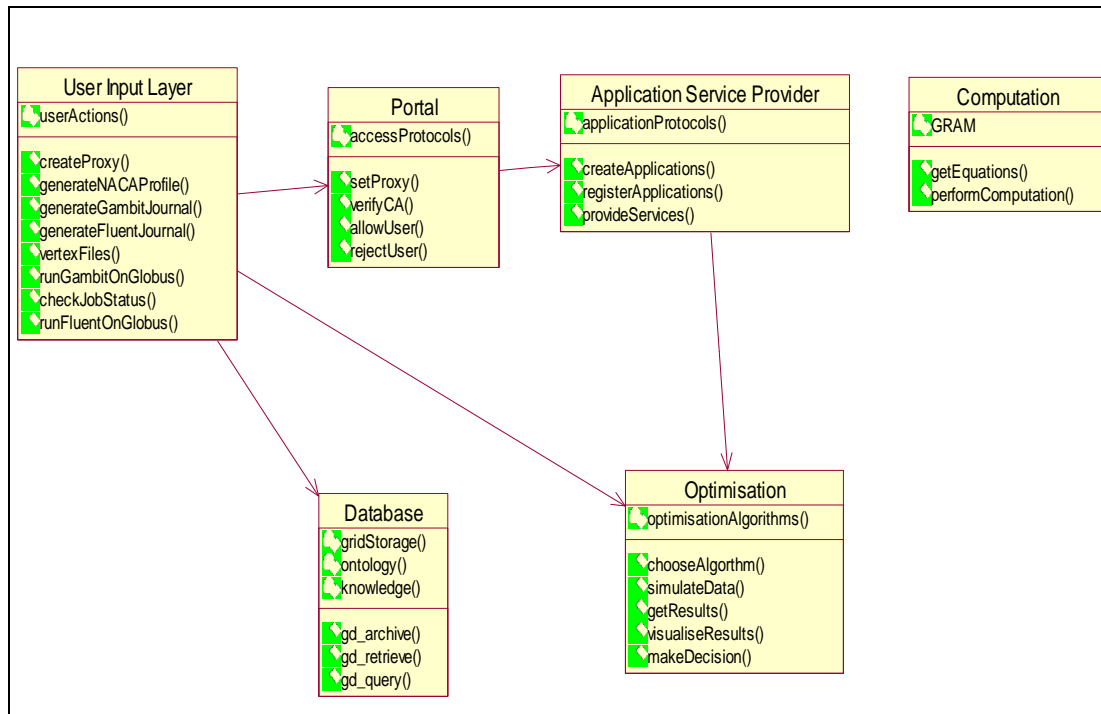 User Input Layer
userActions()
createProxy()
generateNACAProfile()
generateGambitJournal()
generateFluentJournal()
vertexFiles()
runGambitOnGlobus()
checkJobStatus()
runFluentOnGlobus()
Portal
accessProtocols()
setProxy()
verifyCA()
allowUser()
rejectUser()
Application Service Provider
applicationProtocols()
createApplications()
registerApplications()
provideServices()
Computation
GRAM
getEquations()
performComputation()
Database
gridStorage()
ontology()
knowledge()
gd_archive()
gd_retrieve()
gd_query()
Optimisation
optimisationAlgorithms()
chooseAlgorthm()
simulateData()
getResults()
visualiseResults()
makeDecision()